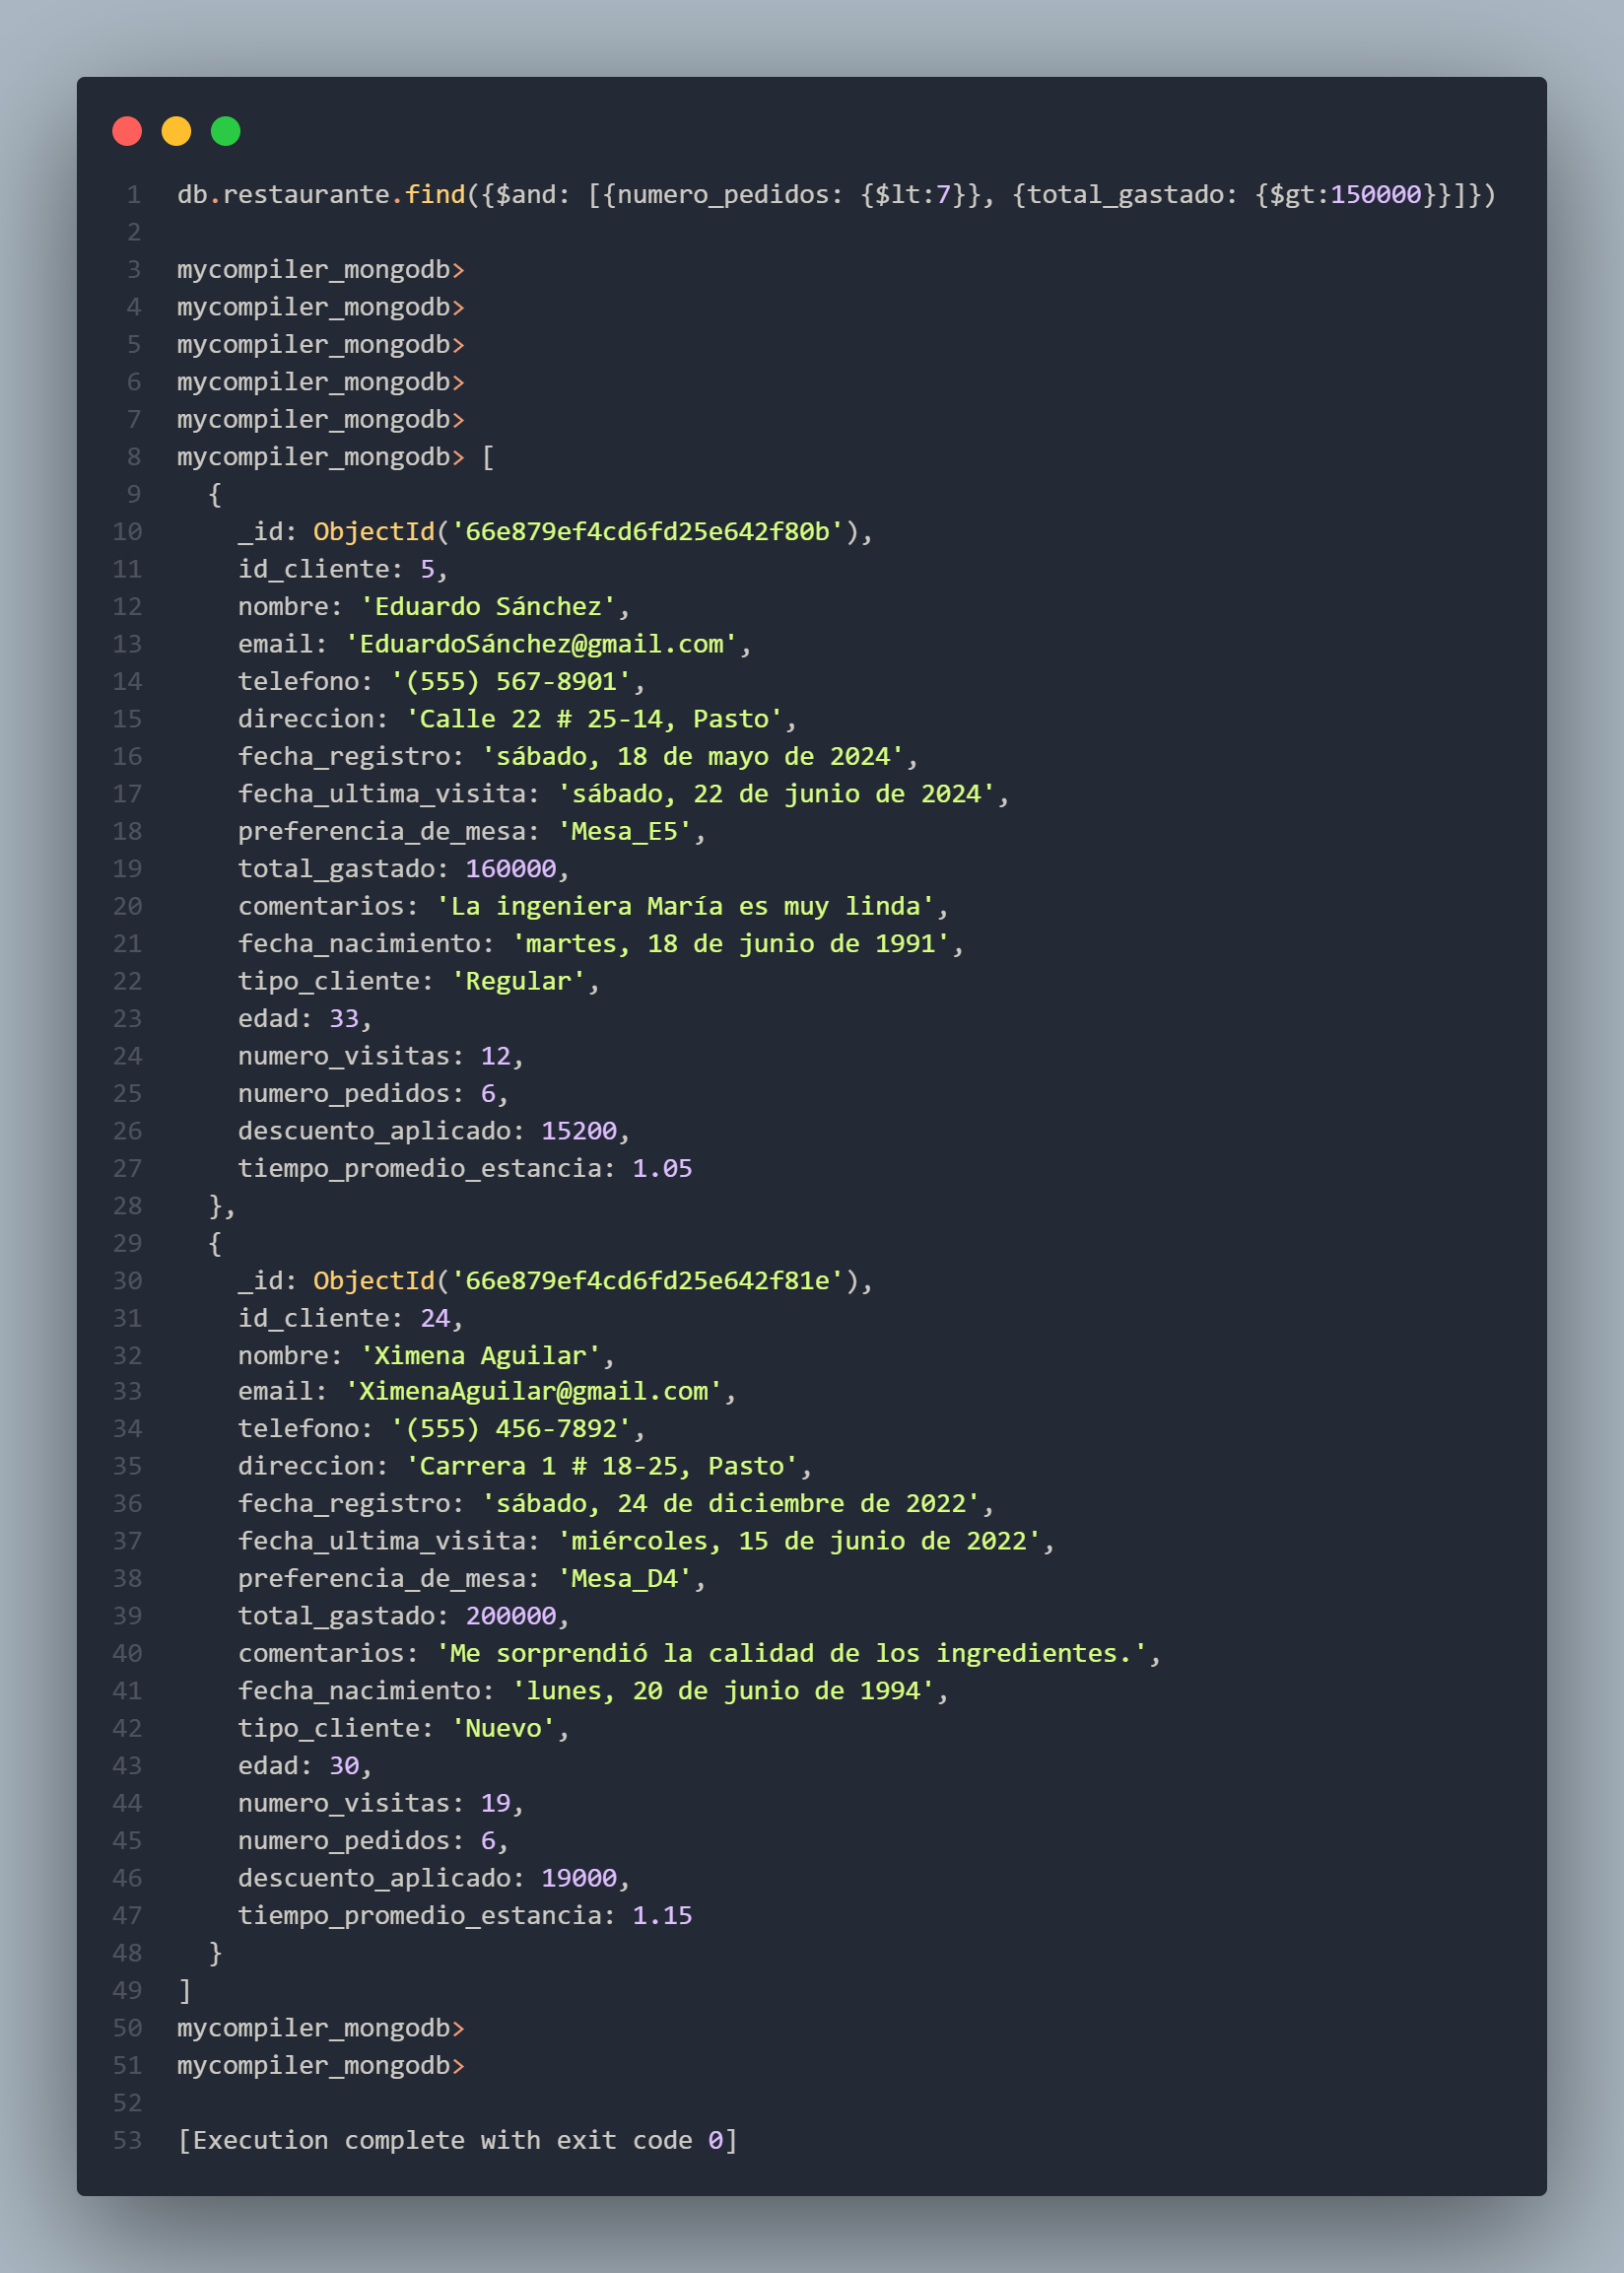 1 db.restaurante.find({$and: [{numero_pedidos: {$lt:7}}, {total_gastado: {$gt:150000}}]})
2
3 mycompiler_mongodb>
4 mycompiler_mongodb>
5 mycompiler_mongodb>
6 mycompiler_mongodb>
7 mycompiler_mongodb>
8 mycompiler_mongodb> [
9   {
10     _id: ObjectId('66e879ef4cd6fd25e642f80b'),
11     id_cliente: 5,
12     nombre: 'Eduardo Sánchez',
13     email: 'EduardoSánchez@gmail.com',
14     telefono: '(555) 567-8901',
15     direccion: 'Calle 22 # 25-14, Pasto',
16     fecha_registro: 'sábado, 18 de mayo de 2024',
17     fecha_ultima_visita: 'sábado, 22 de junio de 2024',
18     preferencia_de_mesa: 'Mesa_E5',
19     total_gastado: 160000,
20     comentarios: 'La ingeniera María es muy linda',
21     fecha_nacimiento: 'martes, 18 de junio de 1991',
22     tipo_cliente: 'Regular',
23     edad: 33,
24     numero_visitas: 12,
25     numero_pedidos: 6,
26     descuento_aplicado: 15200,
27     tiempo_promedio_estancia: 1.05
28   },
29   {
30     _id: ObjectId('66e879ef4cd6fd25e642f81e'),
31     id_cliente: 24,
32     nombre: 'Ximena Aguilar',
33     email: 'XimenaAguilar@gmail.com',
34     telefono: '(555) 456-7892',
35     direccion: 'Carrera 1 # 18-25, Pasto',
36     fecha_registro: 'sábado, 24 de diciembre de 2022',
37     fecha_ultima_visita: 'miércoles, 15 de junio de 2022',
38     preferencia_de_mesa: 'Mesa_D4',
39     total_gastado: 200000,
40     comentarios: 'Me sorprendió la calidad de los ingredientes.',
41     fecha_nacimiento: 'lunes, 20 de junio de 1994',
42     tipo_cliente: 'Nuevo',
43     edad: 30,
44     numero_visitas: 19,
45     numero_pedidos: 6,
46     descuento_aplicado: 19000,
47     tiempo_promedio_estancia: 1.15
48   }
49 ]
50 mycompiler_mongodb>
51 mycompiler_mongodb>
52
53 [Execution complete with exit code 0]